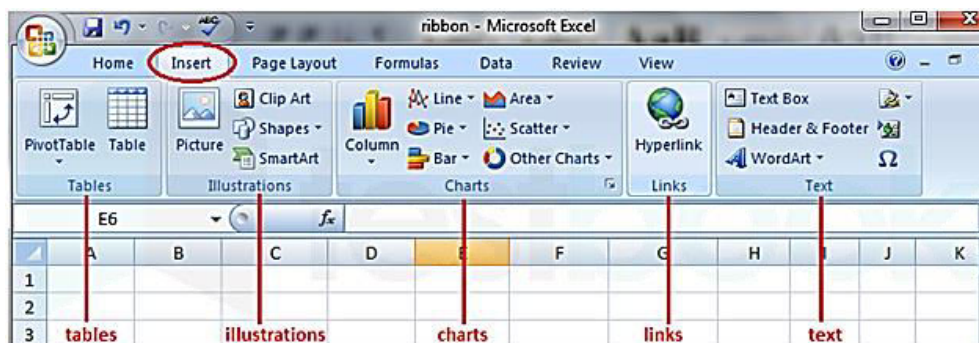 ABC
ribbon - Microsoft Excel
Home Insert Page Layout Formulas Data Review View
PivotTable Table Picture Clip Art Shapes SmartArt Column Line Area Pie Scatter Bar Other Charts Hyperlink Text Box Header & Footer WordArt Ω
Tables Illustrations Charts Links Text
E6 fx
A B C D E F G H I J K
1
2
3 tables illustrations charts links text